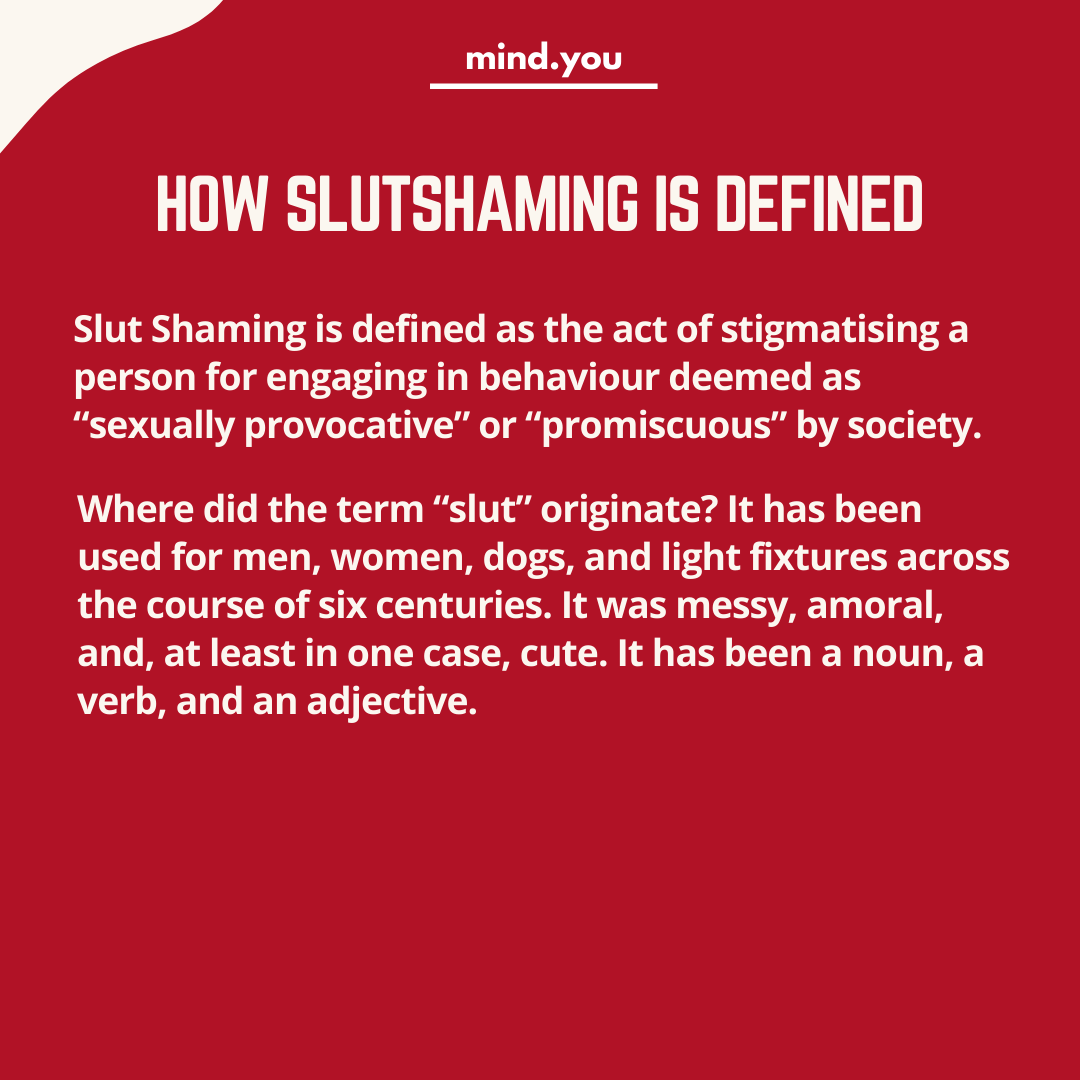 mind.you
HOW SLUTSHAMING IS DEFINED
Slut Shaming is defined as the act of stigmatising a
person for engaging in behaviour deemed as
“sexually provocative” or “promiscuous” by society.
Where did the term “slut” originate? It has been
used for men, women, dogs, and light fixtures across
the course of six centuries. It was messy, amoral,
and, at least in one case, cute. It has been a noun, a
verb, and an adjective.